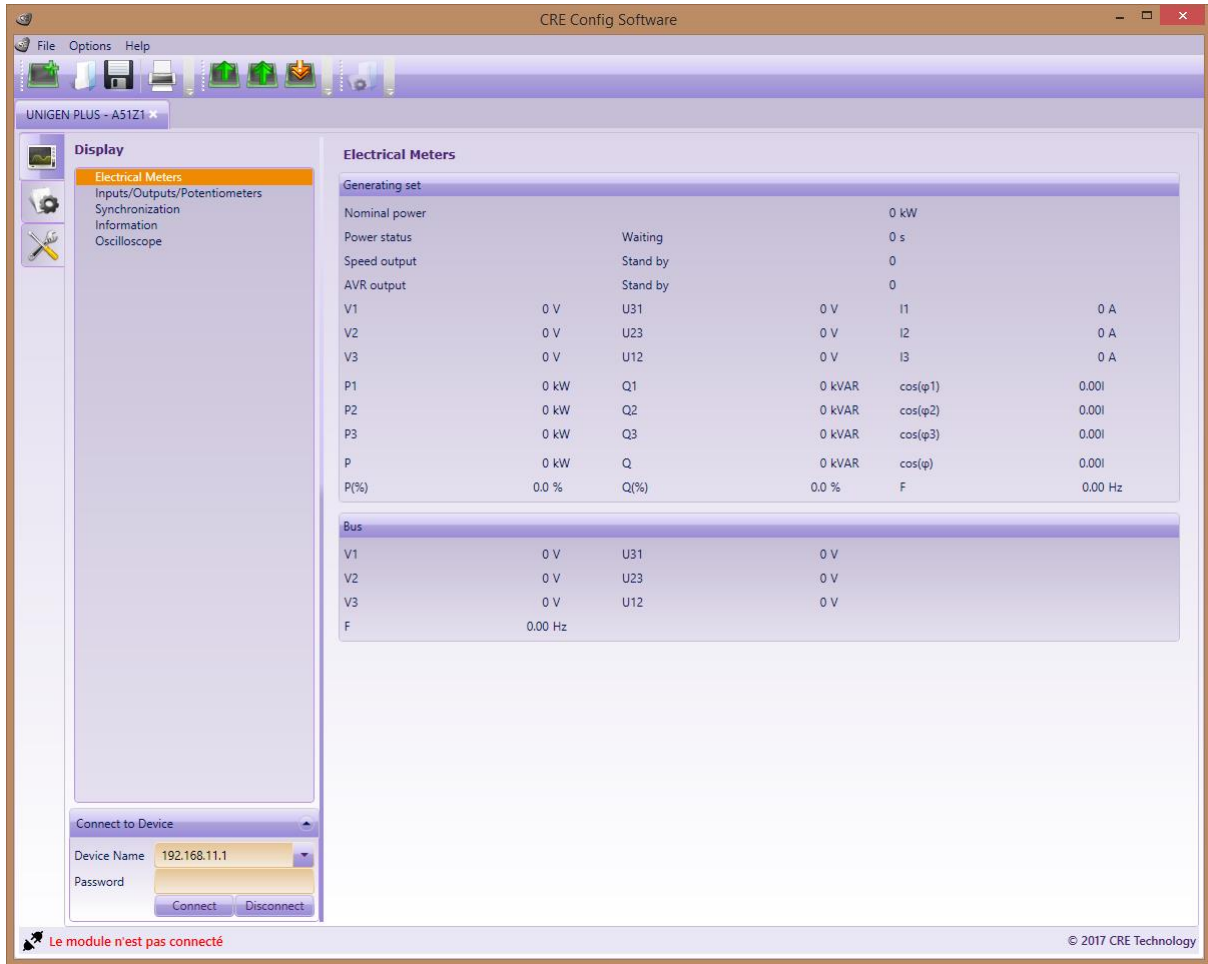 CRE Config Software
File Options Help
UNIGEN PLUS - A51Z1
Display
Electrical Meters
Inputs/Outputs/Potentiometers
Synchronization
Information
Oscilloscope
Electrical Meters
Generating set
Nominal power 0 kW
Power status Waiting 0 s
Speed output Stand by 0
AVR output Stand by 0
V1 0 V U31 0 V I1 0 A
V2 0 V U23 0 V I2 0 A
V3 0 V U12 0 V I3 0 A
P1 0 kW Q1 0 kVAR cos(φ1) 0.00I
P2 0 kW Q2 0 kVAR cos(φ2) 0.00I
P3 0 kW Q3 0 kVAR cos(φ3) 0.00I
P 0 kW Q 0 kVAR cos(φ) 0.00I
P(%) 0.0 % Q(%) 0.0 % F 0.00 Hz
Bus
V1 0 V U31 0 V
V2 0 V U23 0 V
V3 0 V U12 0 V
F 0.00 Hz
Connect to Device
Device Name 192.168.11.1
Password
Connect Disconnect
Le module n'est pas connecté
© 2017 CRE Technology